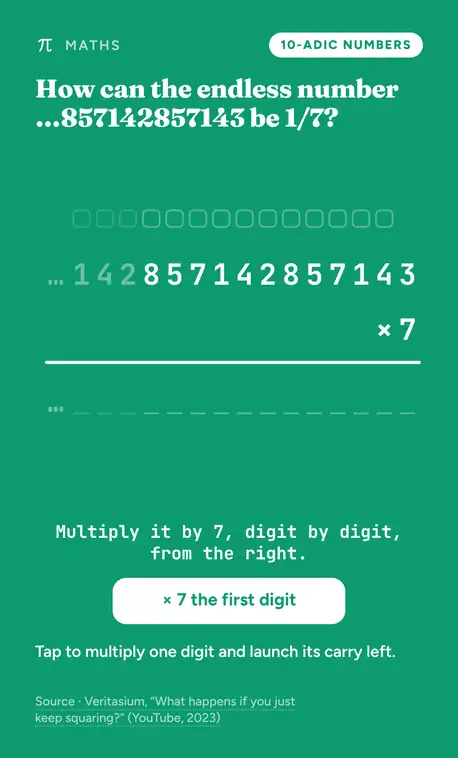 π MATHS
10-ADIC NUMBERS
How can the endless number
...857142857143 be 1/7?
... 142857142857143
× 7
...
Multiply it by 7, digit by digit,
from the right.
× 7 the first digit
Tap to multiply one digit and launch its carry left.
Source · Veritasium, “What happens if you just
keep squaring?” (YouTube, 2023)